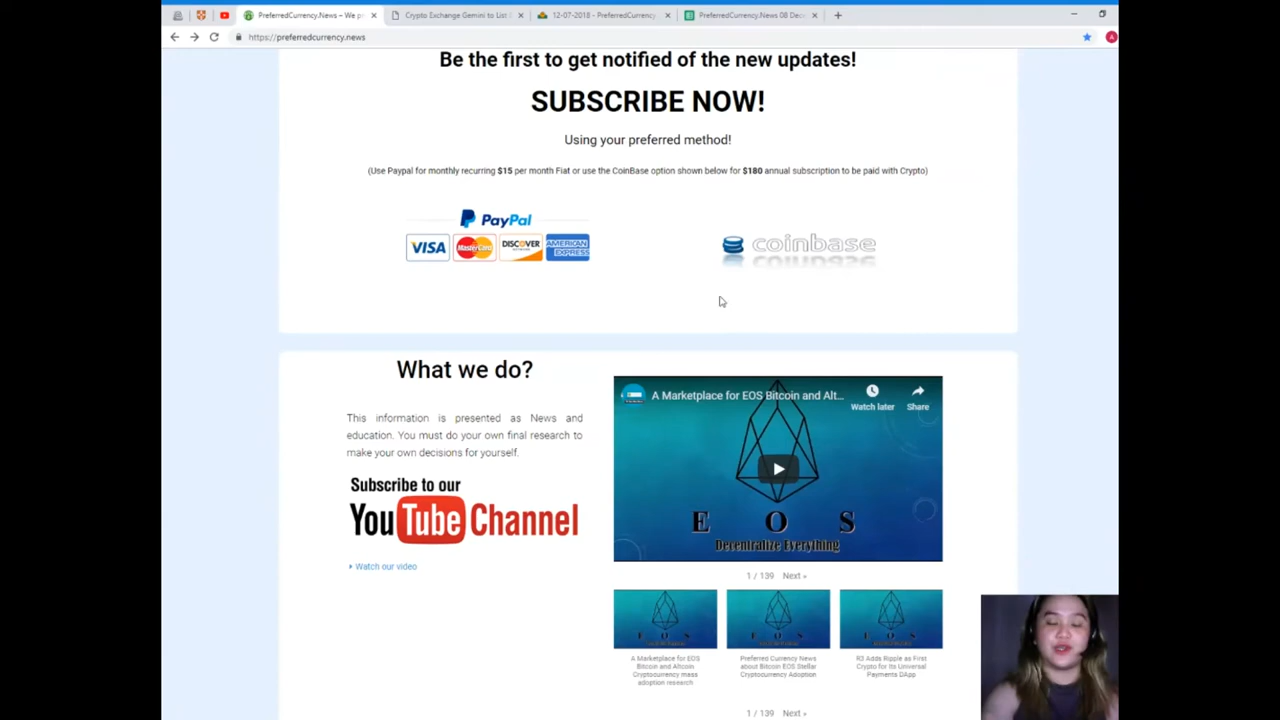 PreferredCurrency.News – We p
Crypto Exchange Gemini to List
12-07-2018 - PreferredCurrency
PreferredCurrency.News 08 Dec
https://preferredcurrency.news
A
Be the first to get notified of the new updates!
SUBSCRIBE NOW!
Using your preferred method!
(Use Paypal for monthly recurring $15 per month Fiat or use the CoinBase option shown below for $180 annual subscription to be paid with Crypto)
PayPal
VISA MasterCard DISCOVER AMERICAN EXPRESS
coinbase
What we do?
This information is presented as News and
education. You must do your own final research to
make your own decisions for yourself.
Subscribe to our
YouTube Channel
Watch our video
A Marketplace for EOS Bitcoin and Alt...
Watch later
Share
E O S
Decentralize Everything
1 / 139 Next »
A Marketplace for EOS
Bitcoin and Altcoin
Cryptocurrency mass
adoption research
Preferred Currency News
about Bitcoin EOS Stellar
Cryptocurrency Adoption
R3 Adds Ripple as First
Crypto for Its Universal
Payments DApp
1 / 139 Next »